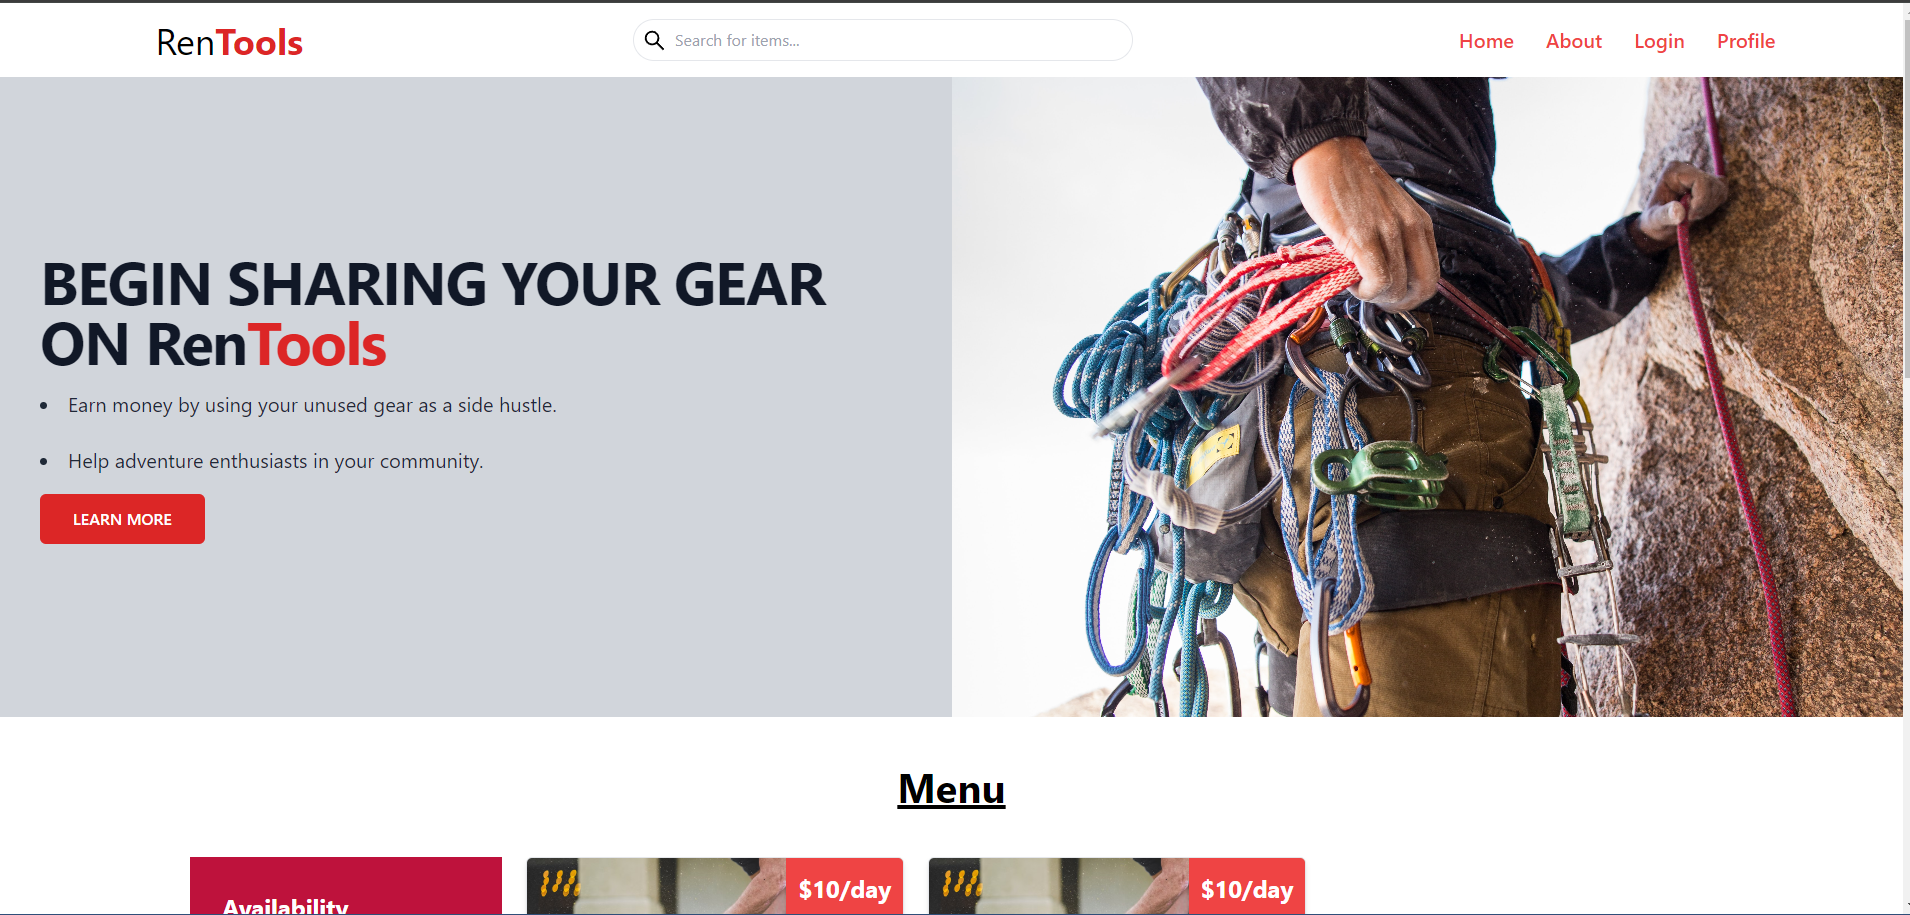 RenTools
Search for items...
Home
About
Login
Profile
BEGIN SHARING YOUR GEAR
ON RenTools
• Earn money by using your unused gear as a side hustle.
• Help adventure enthusiasts in your community.
LEARN MORE
Menu
Availability
$10/day
$10/day